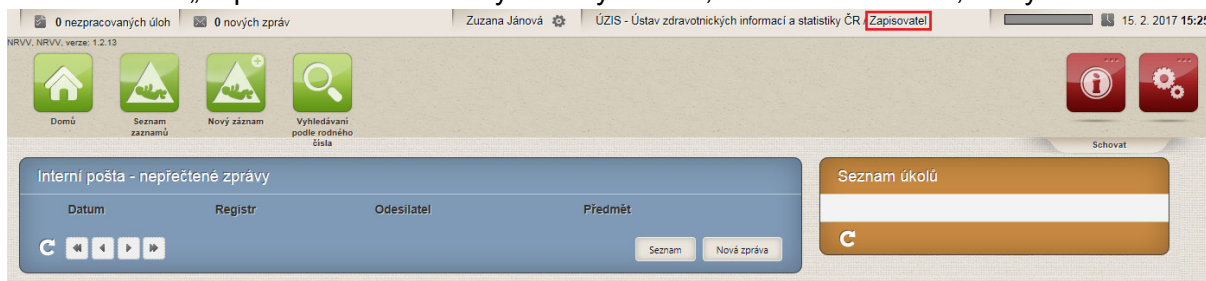 0 nezpracovaných úloh 0 nových zpráv Zuzana Jánová ÚZIS - Ústav zdravotnických informací a statistiky ČR / Zapisovatel 15. 2. 2017 15:25
NRVV, NRVV, verze: 1.2.13
Domů Seznam zaznamů Nový záznam Vyhledávaní podle rodného čísla
Schovat
Interní pošta - nepřečtené zprávy
Datum Registr Odesilatel Předmět
Seznam Nová zpráva
Seznam úkolů